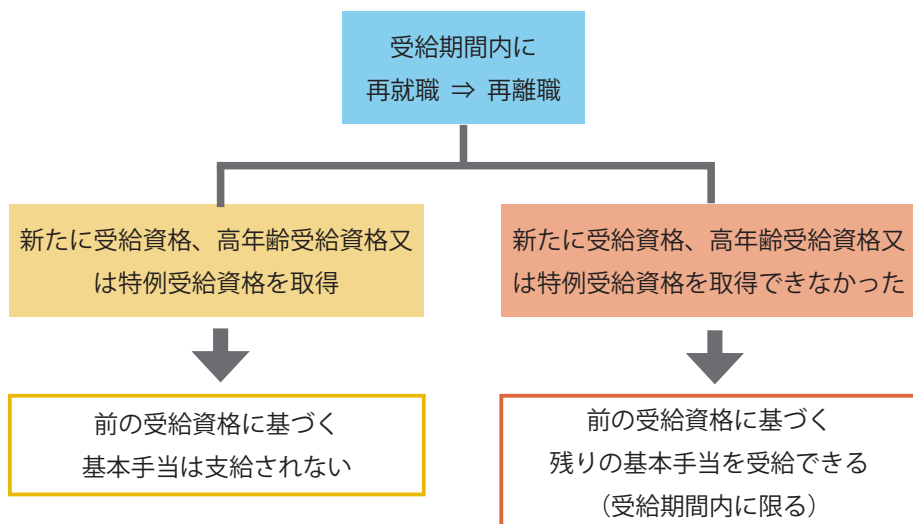 受給期間内に
再就職 ⇒ 再離職
新たに受給資格、高年齢受給資格又
は特例受給資格を取得
新たに受給資格、高年齢受給資格又
は特例受給資格を取得できなかった
前の受給資格に基づく
基本手当は支給されない
前の受給資格に基づく
残りの基本手当を受給できる
（受給期間内に限る）